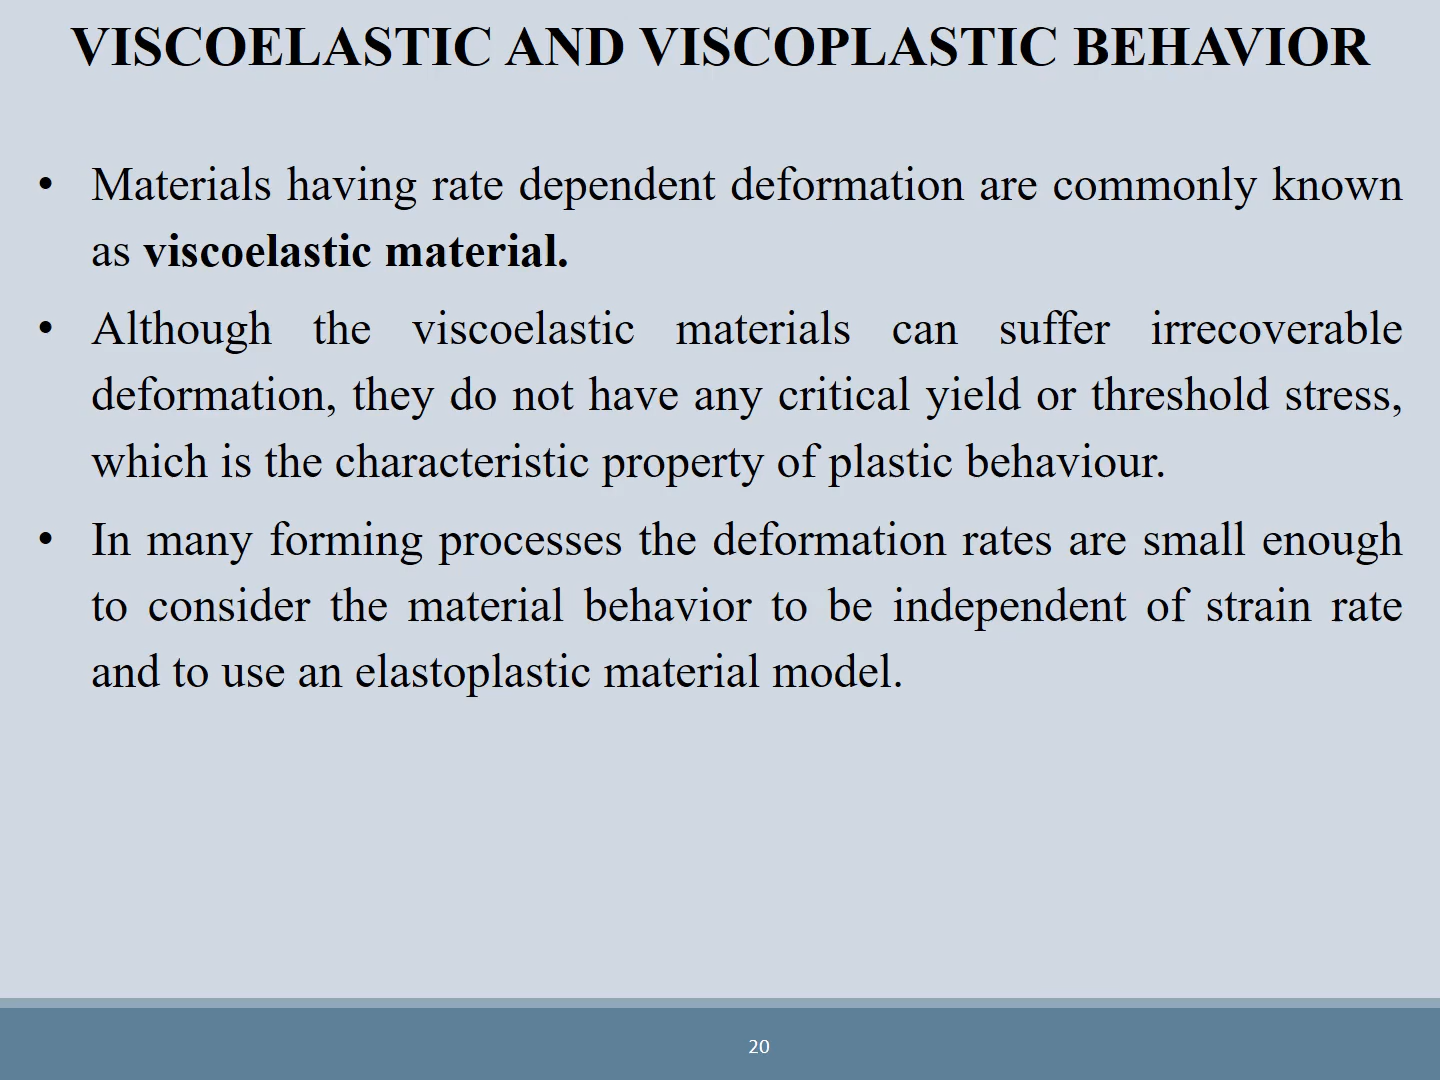 VISCOELASTIC AND VISCOPLASTIC BEHAVIOR
• Materials having rate dependent deformation are commonly known
as viscoelastic material.
• Although the viscoelastic materials can suffer irrecoverable
deformation, they do not have any critical yield or threshold stress,
which is the characteristic property of plastic behaviour.
• In many forming processes the deformation rates are small enough
to consider the material behavior to be independent of strain rate
and to use an elastoplastic material model.
20